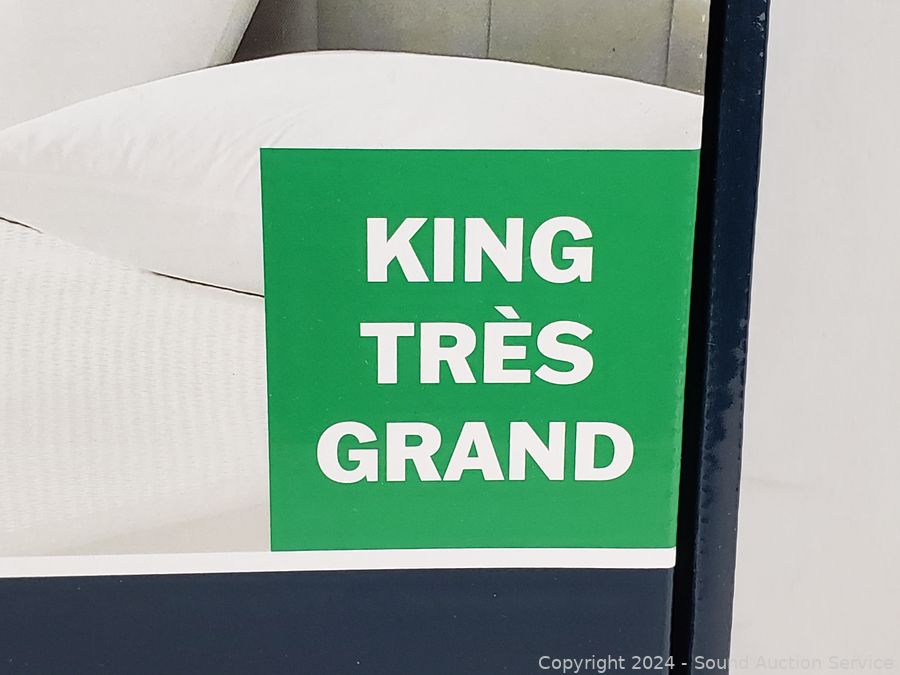 KING
TRÈS
GRAND
Copyright 2024 - Sound Auction Service